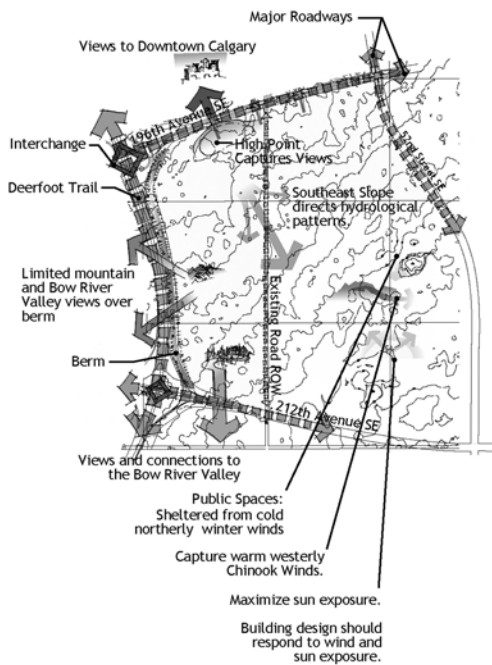 Major Roadways
Views to Downtown Calgary
196th Avenue SE
Interchange
High Point
Captures Views
52nd Street SE
Deerfoot Trail
Southeast Slope
directs hydrological
patterns.
Limited mountain
and Bow River
Valley views over
berm
Existing Road ROW
Berm
212th Avenue SE
Views and connections to
the Bow River Valley
Public Spaces:
Sheltered from cold
northerly winter winds
Capture warm westerly
Chinook Winds.
Maximize sun exposure.
Building design should
respond to wind and
sun exposure.